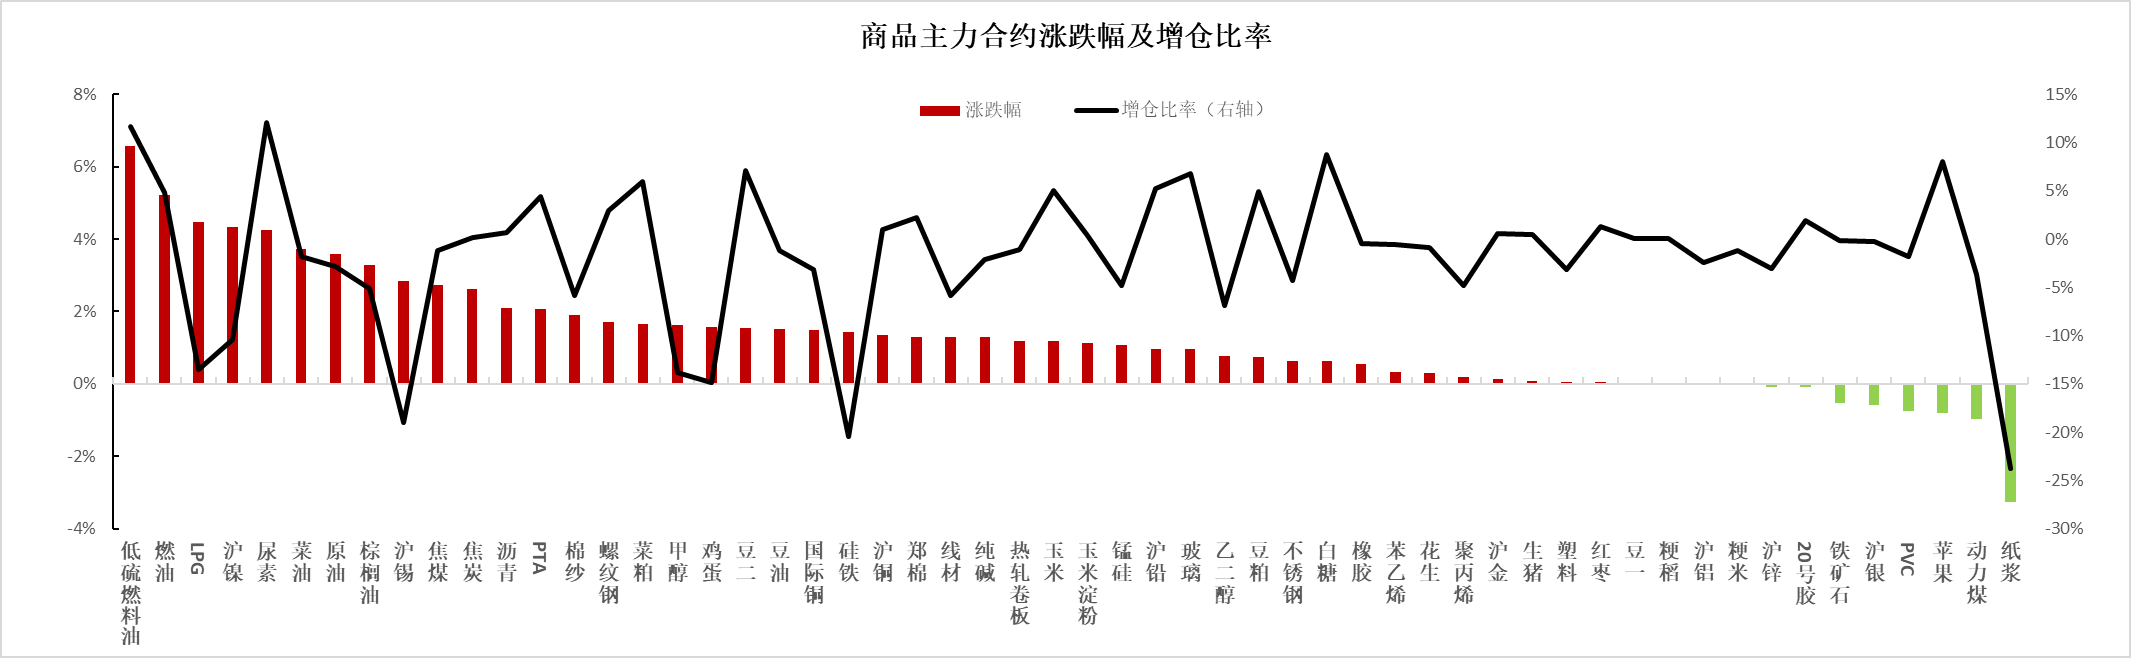 商品主力合约涨跌幅及增仓比率
涨跌幅
增仓比率（右轴）
8%
6%
4%
2%
0%
-2%
-4%
15%
10%
5%
0%
-5%
-10%
-15%
-20%
-25%
-30%
低硫燃料油
燃油
LPG
沪镍
尿素
菜油
原油
棕榈油
沪锡
焦煤
焦炭
沥青
PTA
棉纱
螺纹钢
菜粕
甲醇
鸡蛋
豆二
豆油
国际铜
硅铁
沪铜
郑棉
线材
纯碱
热轧卷板
玉米
玉米淀粉
锰硅
沪铅
玻璃
乙二醇
豆粕
不锈钢
白糖
橡胶
苯乙烯
花生
聚丙烯
沪金
生猪
塑料
红枣
豆一
粳稻
沪铝
粳米
沪锌
20号胶
铁矿石
沪银
PVC
苹果
动力煤
纸浆